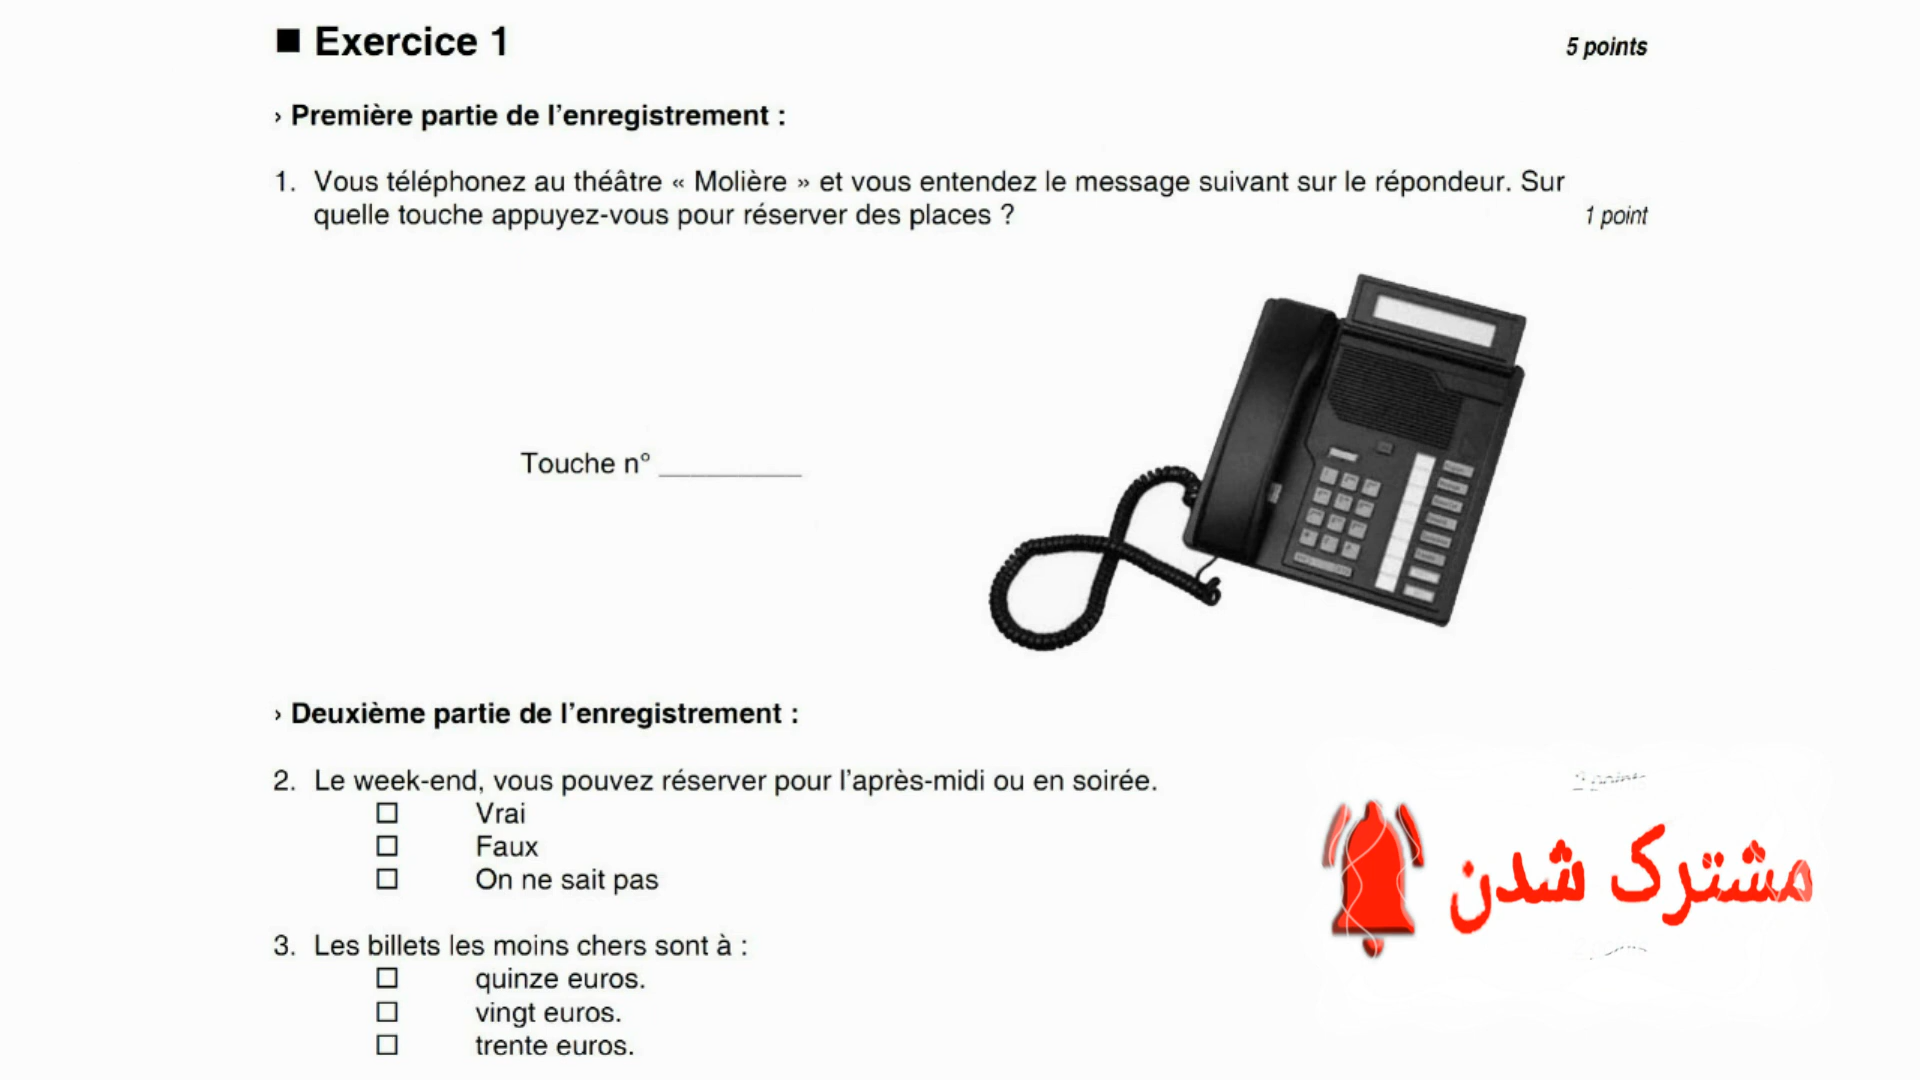 ■ Exercice 1
5 points
› Première partie de l’enregistrement :
1. Vous téléphonez au théâtre « Molière » et vous entendez le message suivant sur le répondeur. Sur
quelle touche appuyez-vous pour réserver des places ?
1 point
Touche n° _________
› Deuxième partie de l’enregistrement :
2. Le week-end, vous pouvez réserver pour l’après-midi ou en soirée.
☐ Vrai
☐ Faux
☐ On ne sait pas
مشترک شدن
3. Les billets les moins chers sont à :
☐ quinze euros.
☐ vingt euros.
☐ trente euros.